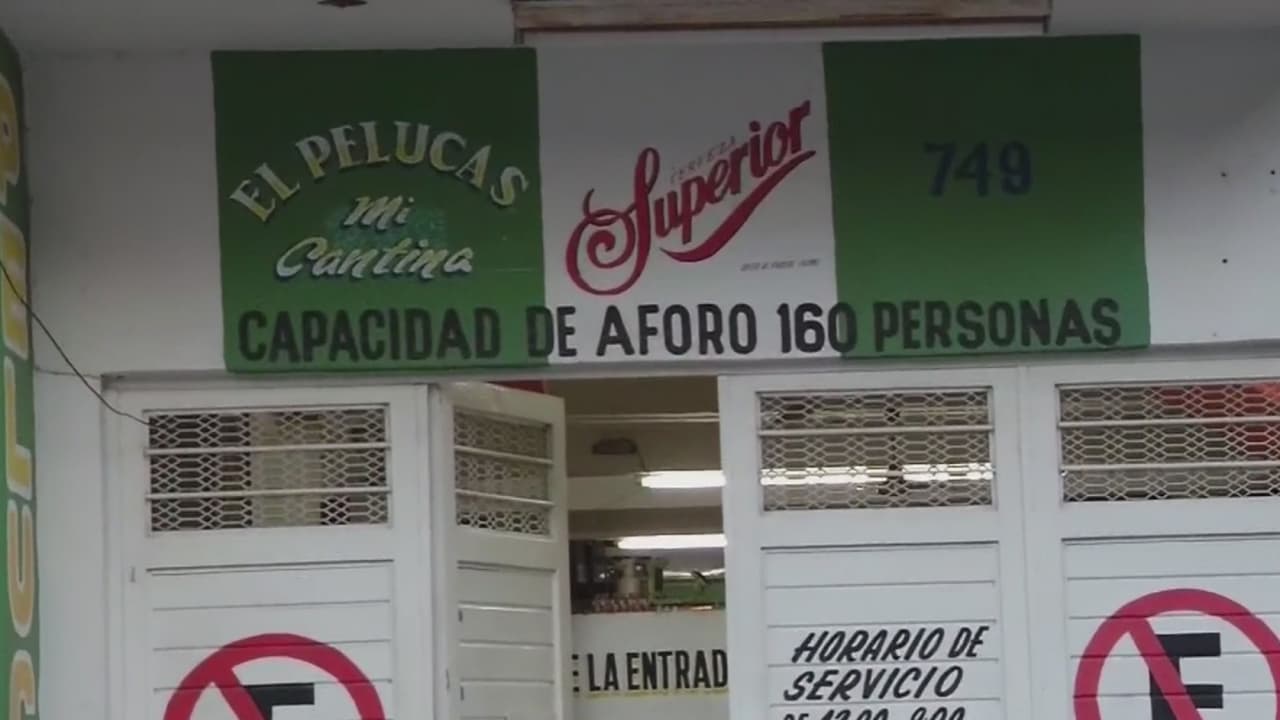 EL PELUCAS
Mi
Cantina
CERVEZA
Superior
749
CAPACIDAD DE AFORO 160 PERSONAS
LA ENTRAD
HORARIO DE
SERVICIO
E
E